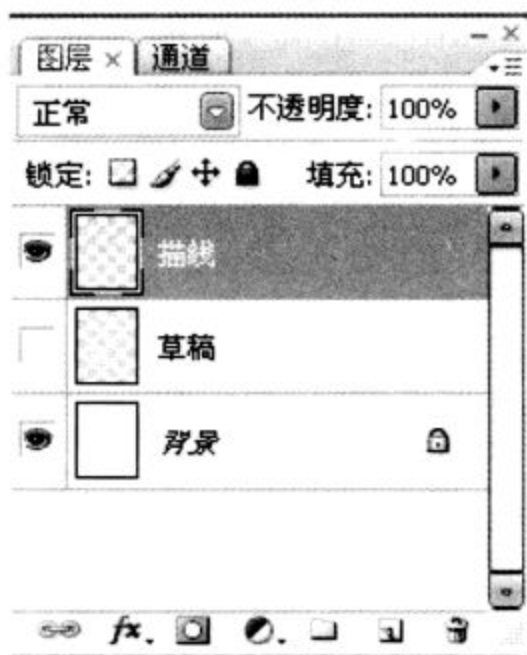 图层 × 通道
正常 不透明度: 100%
锁定: 填充: 100%
描线
草稿
背景
fx.